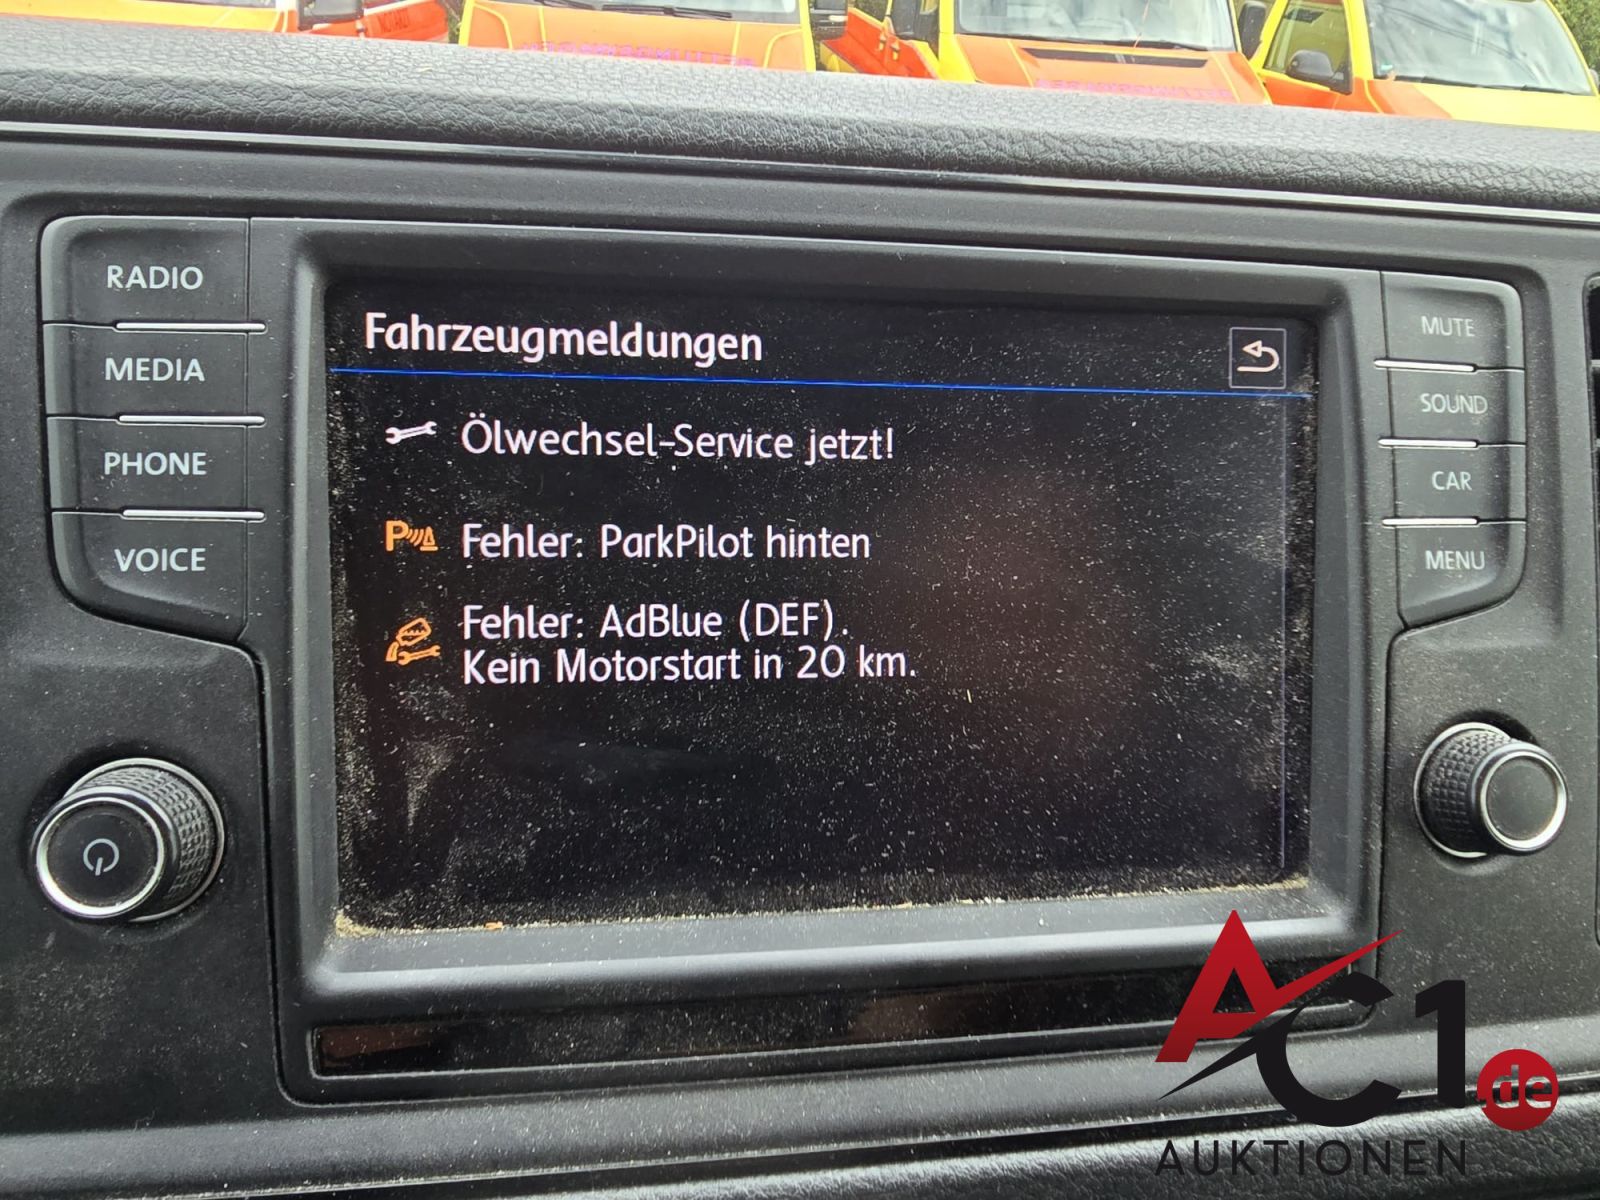 RADIO
MEDIA
PHONE
VOICE
Fahrzeugmeldungen
Ölwechsel-Service jetzt!
P
Fehler: ParkPilot hinten
Fehler: AdBlue (DEF).
Kein Motorstart in 20 km.
MUTE
SOUND
CAR
MENU
AC1.de
AUKTIONEN